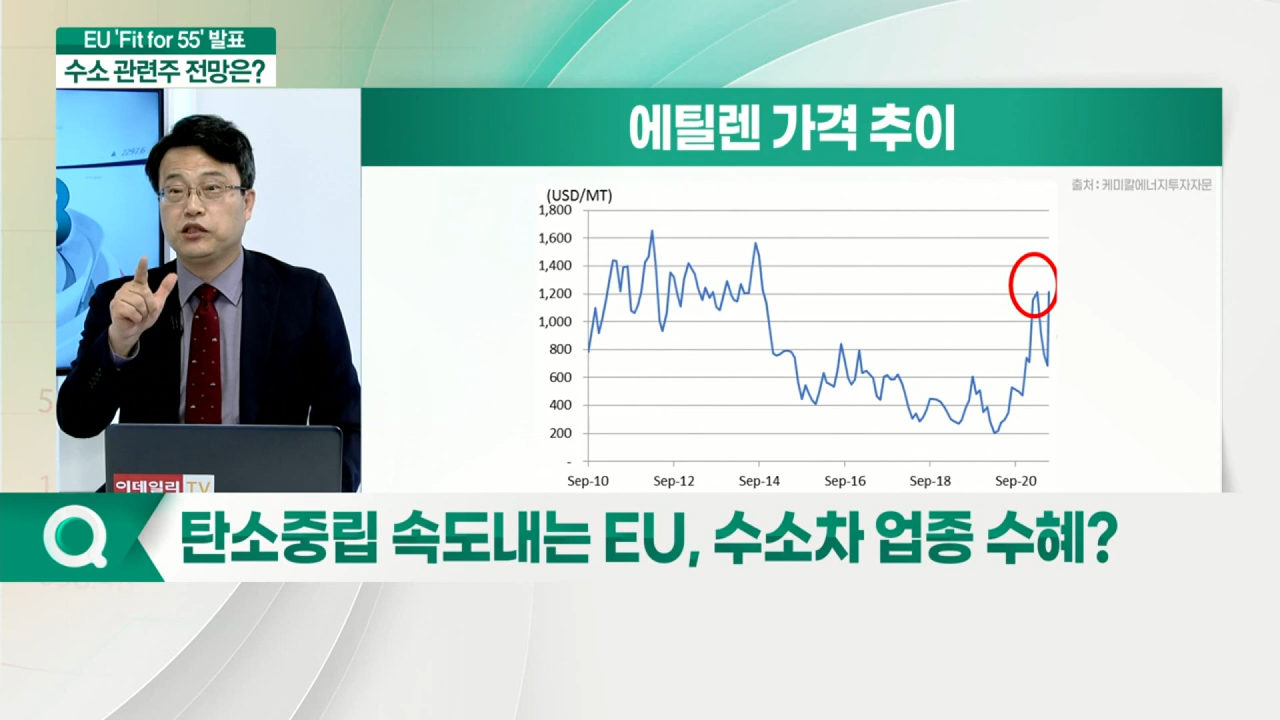 EU 'Fit for 55' 발표
수소 관련주 전망은?
에틸렌 가격 추이
출처 : 케미칼에너지투자자문
(USD/MT)
1,800
1,600
1,400
1,200
1,000
800
600
400
200
-
Sep-10 Sep-12 Sep-14 Sep-16 Sep-18 Sep-20
▲ 2292.6
이데일리 TV
탄소중립 속도내는 EU, 수소차 업종 수혜?